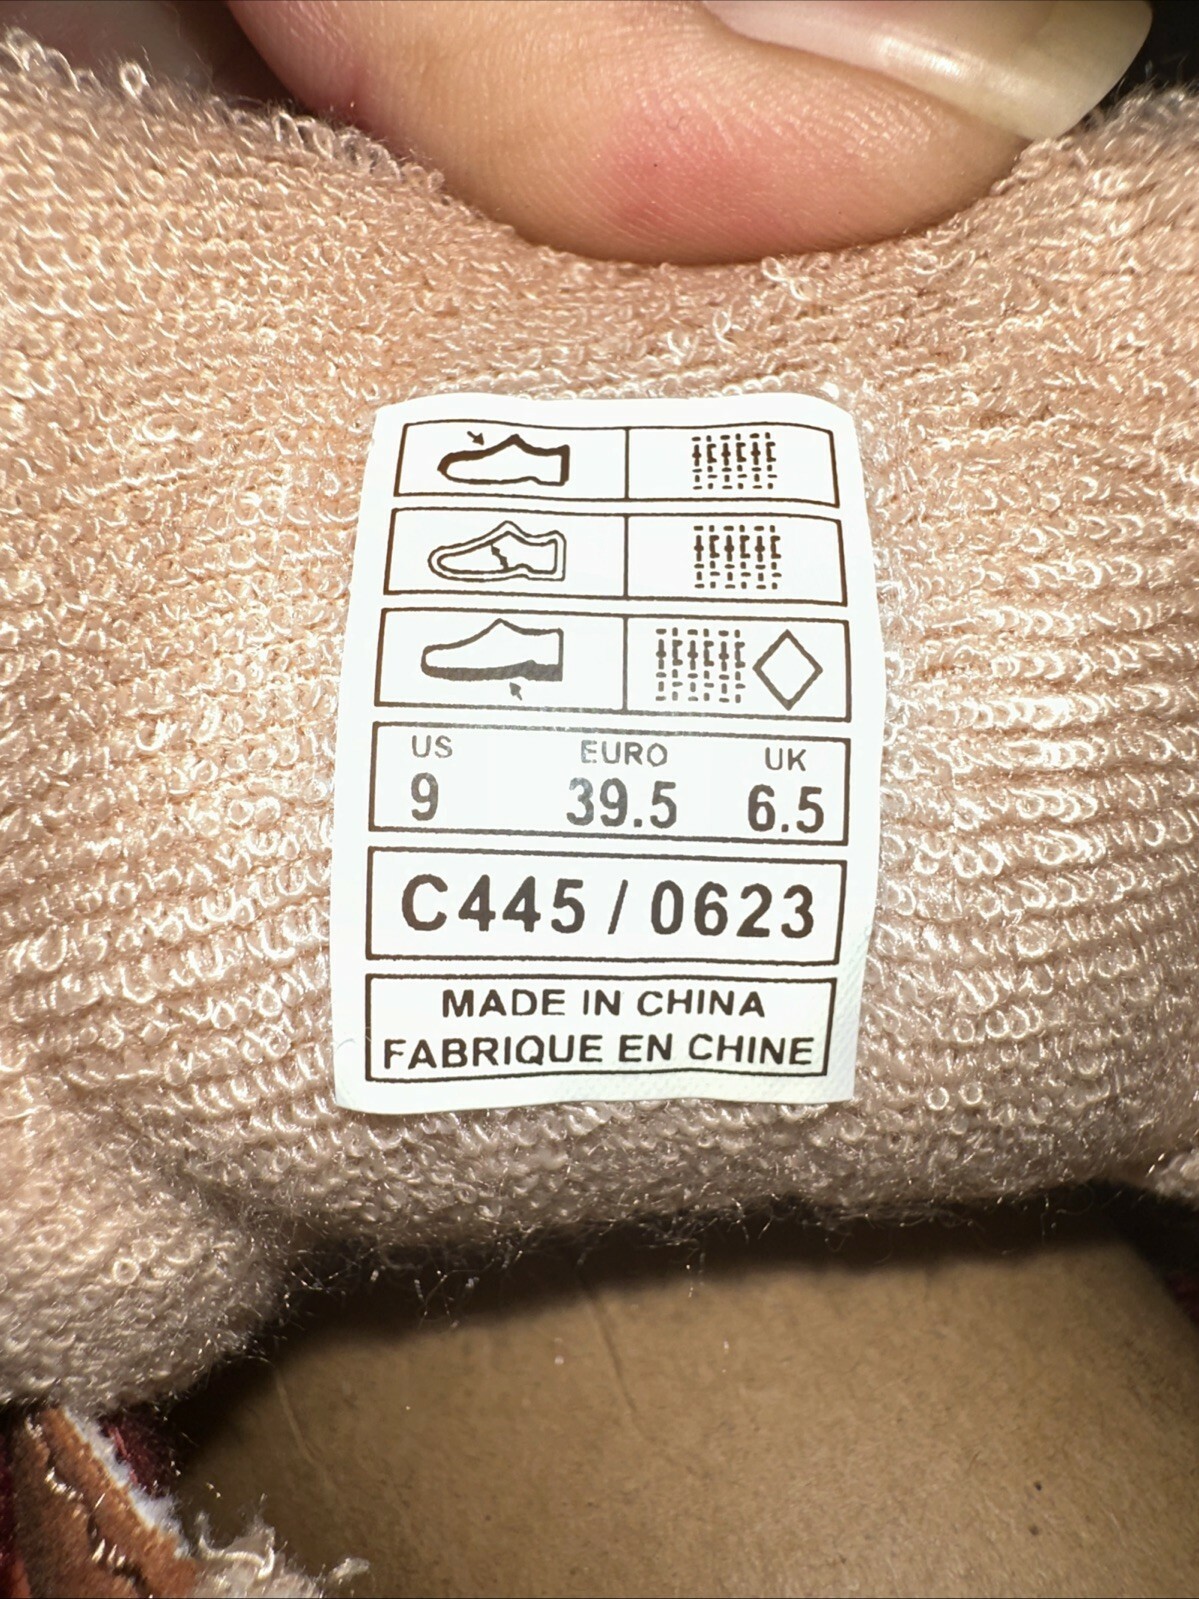 US EURO UK
9 39.5 6.5
C445 / 0623
MADE IN CHINA
FABRIQUE EN CHINE